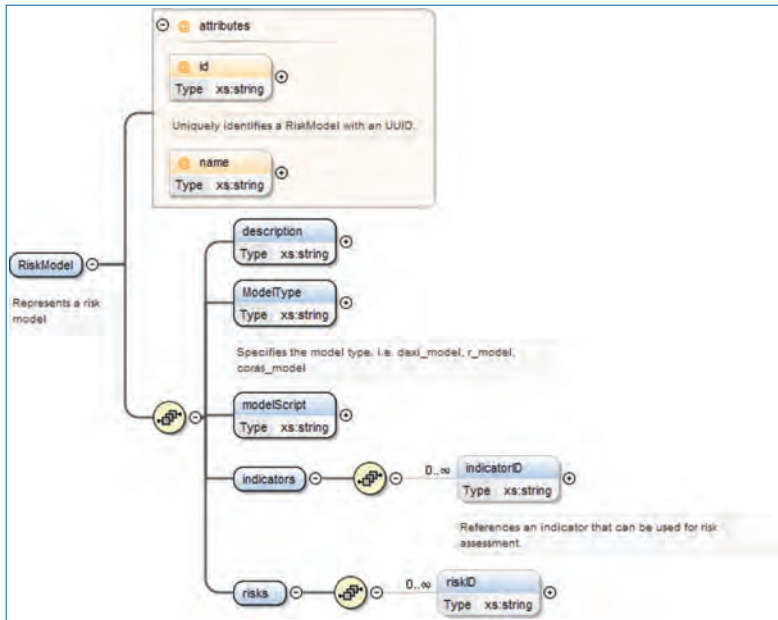 @ attributes
@ id
Type xs:string
Uniquely identifies a RiskModel with an UUID.
@ name
Type xs:string
description
Type xs:string
RiskModel
Represents a risk
model
ModelType
Type xs:string
Specifies the model type. i.e. dexi_model, r_model,
coras_model
modelScript
Type xs:string
indicators
0..∞
indicatorID
Type xs:string
References an indicator that can be used for risk
assessment.
risks
0..∞
riskID
Type xs:string